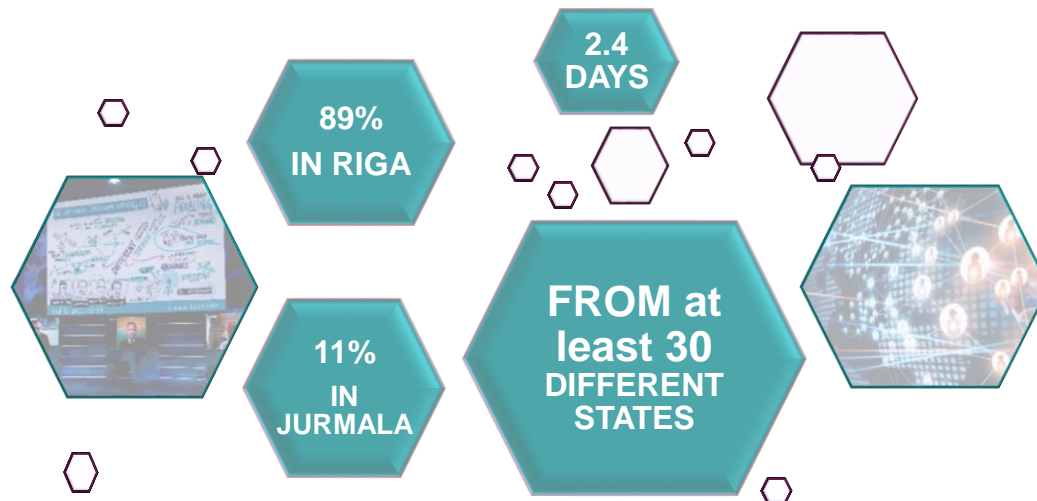 2.4
DAYS
89%
IN RIGA
FROM at
least 30
DIFFERENT
STATES
11%
IN
JURMALA